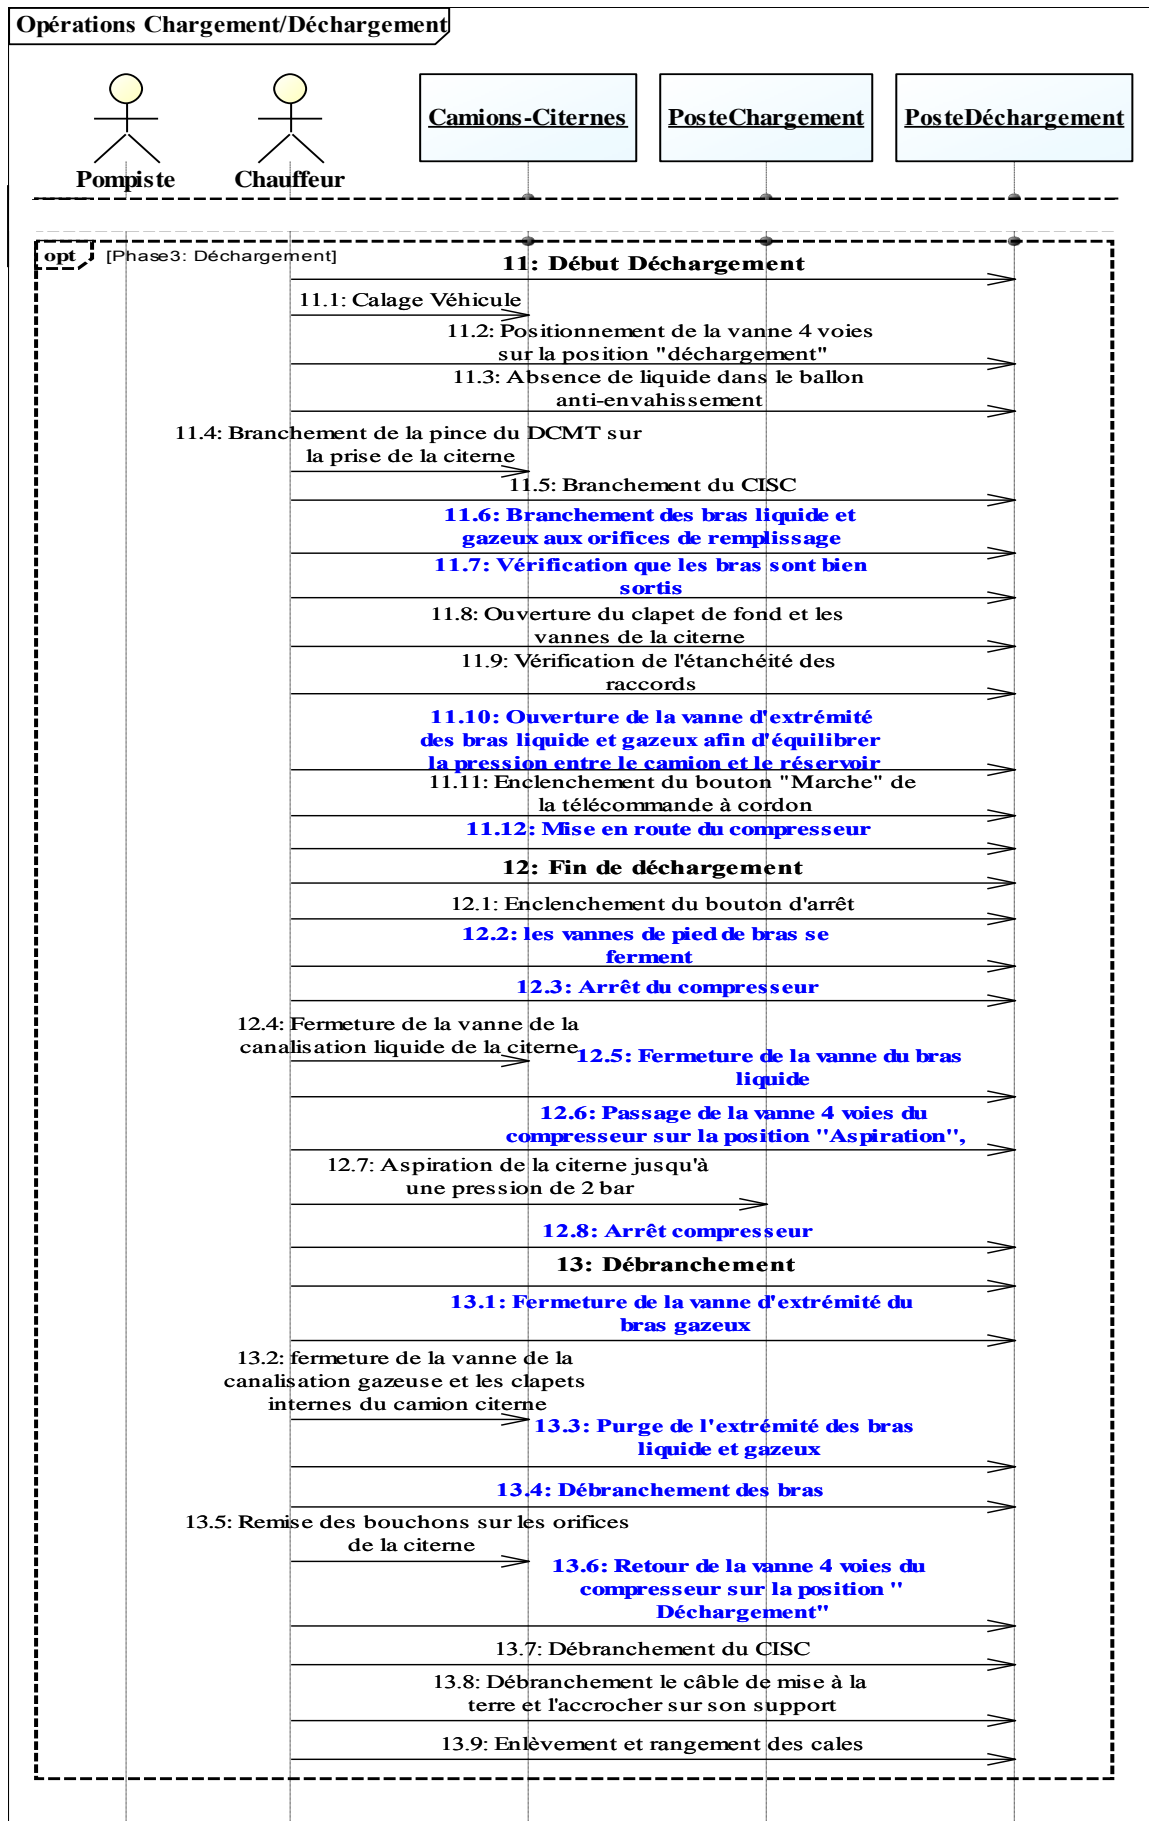 Opérations Chargement/Déchargement
Pompiste
Chauffeur
Camions-Citernes
PosteChargement
PosteDéchargement
opt
[Phase3: Déchargement]
11: Début Déchargement
11.1: Calage Véhicule
11.2: Positionnement de la vanne 4 voies
sur la position "déchargement"
11.3: Absence de liquide dans le ballon
anti-envahissement
11.4: Branchement de la pince du DCMT sur
la prise de la citerne
11.5: Branchement du CISC
11.6: Branchement des bras liquide et
gazeux aux orifices de remplissage
11.7: Vérification que les bras sont bien
sortis
11.8: Ouverture du clapet de fond et les
vannes de la citerne
11.9: Vérification de l'étanchéité des
raccords
11.10: Ouverture de la vanne d'extrémité
des bras liquide et gazeux afin d'équilibrer
la pression entre le camion et le réservoir
11.11: Enclenchement du bouton "Marche" de
la télécommande à cordon
11.12: Mise en route du compresseur
12: Fin de déchargement
12.1: Enclenchement du bouton d'arrêt
12.2: les vannes de pied de bras se
ferment
12.3: Arrêt du compresseur
12.4: Fermeture de la vanne de la
canalisation liquide de la citerne
12.5: Fermeture de la vanne du bras
liquide
12.6: Passage de la vanne 4 voies du
compresseur sur la position ''Aspiration'',
12.7: Aspiration de la citerne jusqu'à
une pression de 2 bar
12.8: Arrêt compresseur
13: Débranchement
13.1: Fermeture de la vanne d'extrémité du
bras gazeux
13.2: fermeture de la vanne de la
canalisation gazeuse et les clapets
internes du camion citerne
13.3: Purge de l'extrémité des bras
liquide et gazeux
13.4: Débranchement des bras
13.5: Remise des bouchons sur les orifices
de la citerne
13.6: Retour de la vanne 4 voies du
compresseur sur la position ''
Déchargement"
13.7: Débranchement du CISC
13.8: Débranchement le câble de mise à la
terre et l'accrocher sur son support
13.9: Enlèvement et rangement des cales